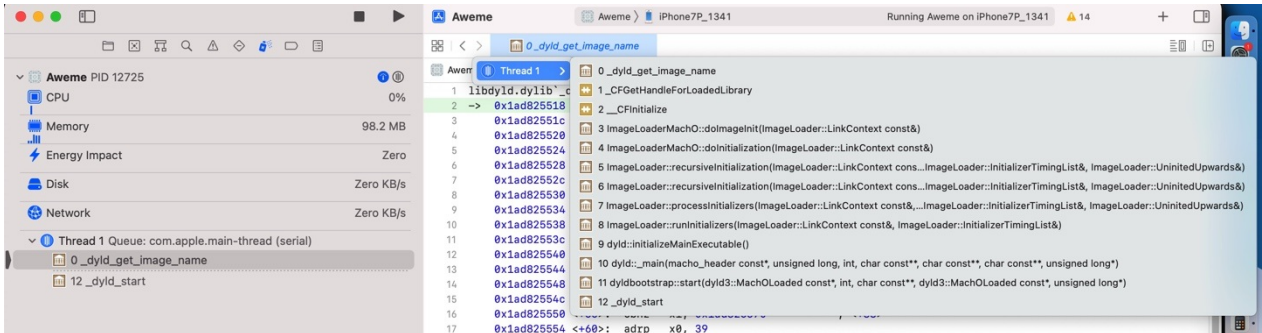 Aweme
Aweme
iPhone7P_1341
Running Aweme on iPhone7P_1341
14
0 _dyld_get_image_name
Aweme PID 12725
CPU
0%
Memory
98.2 MB
Energy Impact
Zero
Disk
Zero KB/s
Network
Zero KB/s
Thread 1 Queue: com.apple.main-thread (serial)
0 _dyld_get_image_name
12 _dyld_start
Thread 1
1 libdyld.dylib`_d
2 -> 0x1ad825518
3 0x1ad82551c
4 0x1ad825520
5 0x1ad825524
6 0x1ad825528
7 0x1ad82552c
8 0x1ad825530
9 0x1ad825534
10 0x1ad825538
11 0x1ad82553c
12 0x1ad825540
13 0x1ad825544
14 0x1ad825548
15 0x1ad82554c
16 0x1ad825550
17 0x1ad825554 <+60>: adrp x0, 39
0 _dyld_get_image_name
1 _CFGetHandleForLoadedLibrary
2 __CFInitialize
3 ImageLoaderMachO::doImageInit(ImageLoader::LinkContext const&)
4 ImageLoaderMachO::doInitialization(ImageLoader::LinkContext const&)
5 ImageLoader::recursiveInitialization(ImageLoader::LinkContext cons...ImageLoader::InitializerTimingList&, ImageLoader::UninitedUpwards&)
6 ImageLoader::recursiveInitialization(ImageLoader::LinkContext cons...ImageLoader::InitializerTimingList&, ImageLoader::UninitedUpwards&)
7 ImageLoader::processInitializers(ImageLoader::LinkContext const&,...ImageLoader::InitializerTimingList&, ImageLoader::UninitedUpwards&)
8 ImageLoader::runInitializers(ImageLoader::LinkContext const&, ImageLoader::InitializerTimingList&)
9 dyld::initializeMainExecutable()
10 dyld::_main(macho_header const*, unsigned long, int, char const**, char const**, char const**, unsigned long*)
11 dyldbootstrap::start(dyld3::MachOLoaded const*, int, char const**, dyld3::MachOLoaded const*, unsigned long*)
12 _dyld_start